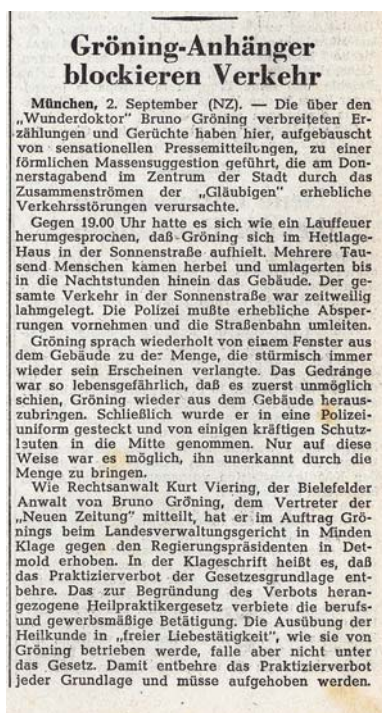 Gröning-Anhänger
blockieren Verkehr
München, 2. September (NZ). — Die über den
„Wunderdoktor" Bruno Gröning verbreiteten Er-
zählungen und Gerüchte haben hier, aufgebauscht
von sensationellen Pressemitteilungen, zu einer
förmlichen Massensuggestion geführt, die am Don-
nerstagabend im Zentrum der Stadt durch das
Zusammenströmen der „Gläubigen" erhebliche
Verkehrsstörungen verursachte.
Gegen 19.00 Uhr hatte es sich wie ein Lauffeuer
herumgesprochen, daß Gröning sich im Hettlage-
Haus in der Sonnenstraße aufhielt. Mehrere Tau-
send Menschen kamen herbei und umlagerten bis
in die Nachtstunden hinein das Gebäude. Der ge-
samte Verkehr in der Sonnenstraße war zeitweilig
lahmgelegt. Die Polizei mußte erhebliche Absper-
rungen vornehmen und die Straßenbahn umleiten.
Gröning sprach wiederholt von einem Fenster aus
dem Gebäude zu der Menge, die stürmisch immer
wieder sein Erscheinen verlangte. Das Gedränge
war so lebensgefährlich, daß es zuerst unmöglich
schien, Gröning wieder aus dem Gebäude heraus-
zubringen. Schließlich wurde er in eine Polizei-
uniform gesteckt und von einigen kräftigen Schutz-
leuten in die Mitte genommen. Nur auf diese
Weise war es möglich, ihn unerkannt durch die
Menge zu bringen.
Wie Rechtsanwalt Kurt Viering, der Bielefelder
Anwalt von Bruno Gröning, dem Vertreter der
„Neuen Zeitung" mitteilt, hat er im Auftrag Grö-
nings beim Landesverwaltungsgericht in Minden
Klage gegen den Regierungspräsidenten in Det-
mold erhoben. In der Klageschrift heißt es, daß
das Praktizierverbot der Gesetzesgrundlage ent-
behre. Das zur Begründung des Verbots heran-
gezogene Heilpraktikergesetz verbiete die berufs-
und gewerbsmäßige Betätigung. Die Ausübung der
Heilkunde in „freier Liebestätigkeit", wie sie von
Gröning betrieben werde, falle aber nicht unter
das Gesetz. Damit entbehre das Praktizierverbot
jeder Grundlage und müsse aufgehoben werden.